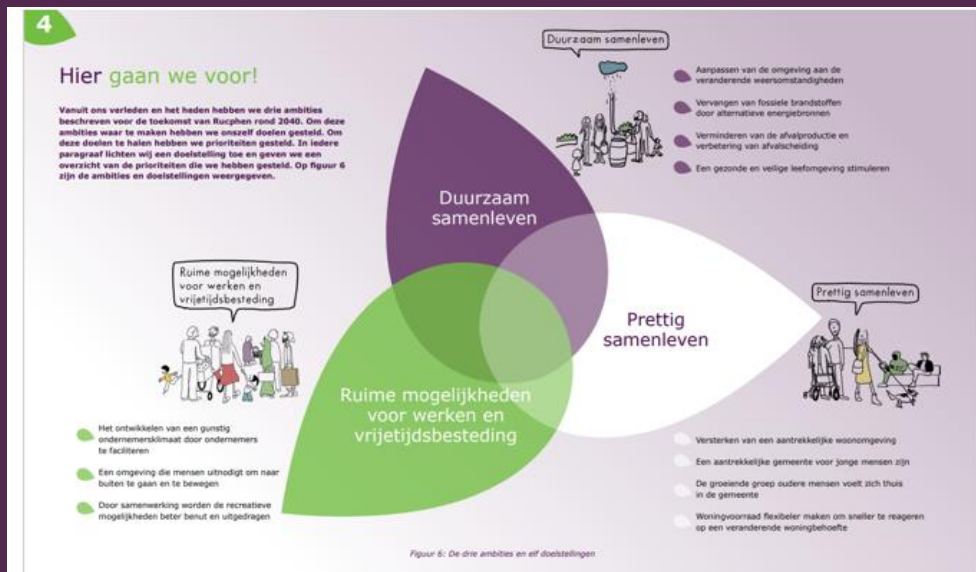 4
Hier gaan we voor!
Vanuit ons verleden en het heden hebben we drie ambities
beschreven voor de toekomst van Rucphen rond 2040. Om deze
ambities waar te maken hebben we onszelf doelen gesteld. Om
deze doelen te halen hebben we prioriteiten gesteld. In iedere
paragraaf lichten wij een doelstelling toe en geven we een
overzicht van de prioriteiten die we hebben gesteld. Op figuur 6
zijn de ambities en doelstellingen weergegeven.
Duurzaam samenleven
Aanpassen van de omgeving aan de
veranderende weersomstandigheden
Vervangen van fossiele brandstoffen
door alternatieve energiebronnen
Verminderen van de afvalproductie en
verbetering van afvalscheiding
Een gezonde en veilige leefomgeving stimuleren
Duurzaam
samenleven
Prettig
samenleven
Ruime mogelijkheden
voor werken en
vrijetijdsbesteding
Ruime mogelijkheden
voor werken en
vrijetijdsbesteding
Het ontwikkelen van een gunstig
ondernemersklimaat door ondernemers
te faciliteren
Een omgeving die mensen uitnodigt om naar
buiten te gaan en te bewegen
Door samenwerking worden de recreatieve
mogelijkheden beter benut en uitgedragen
Prettig samenleven
Versterken van een aantrekkelijke woonomgeving
Een aantrekkelijke gemeente voor jonge mensen zijn
De groeiende groep oudere mensen voelt zich thuis
in de gemeente
Woningvoorraad flexibeler maken om sneller te reageren
op een veranderende woningbehoefte
Figuur 6: De drie ambities en elf doelstellingen